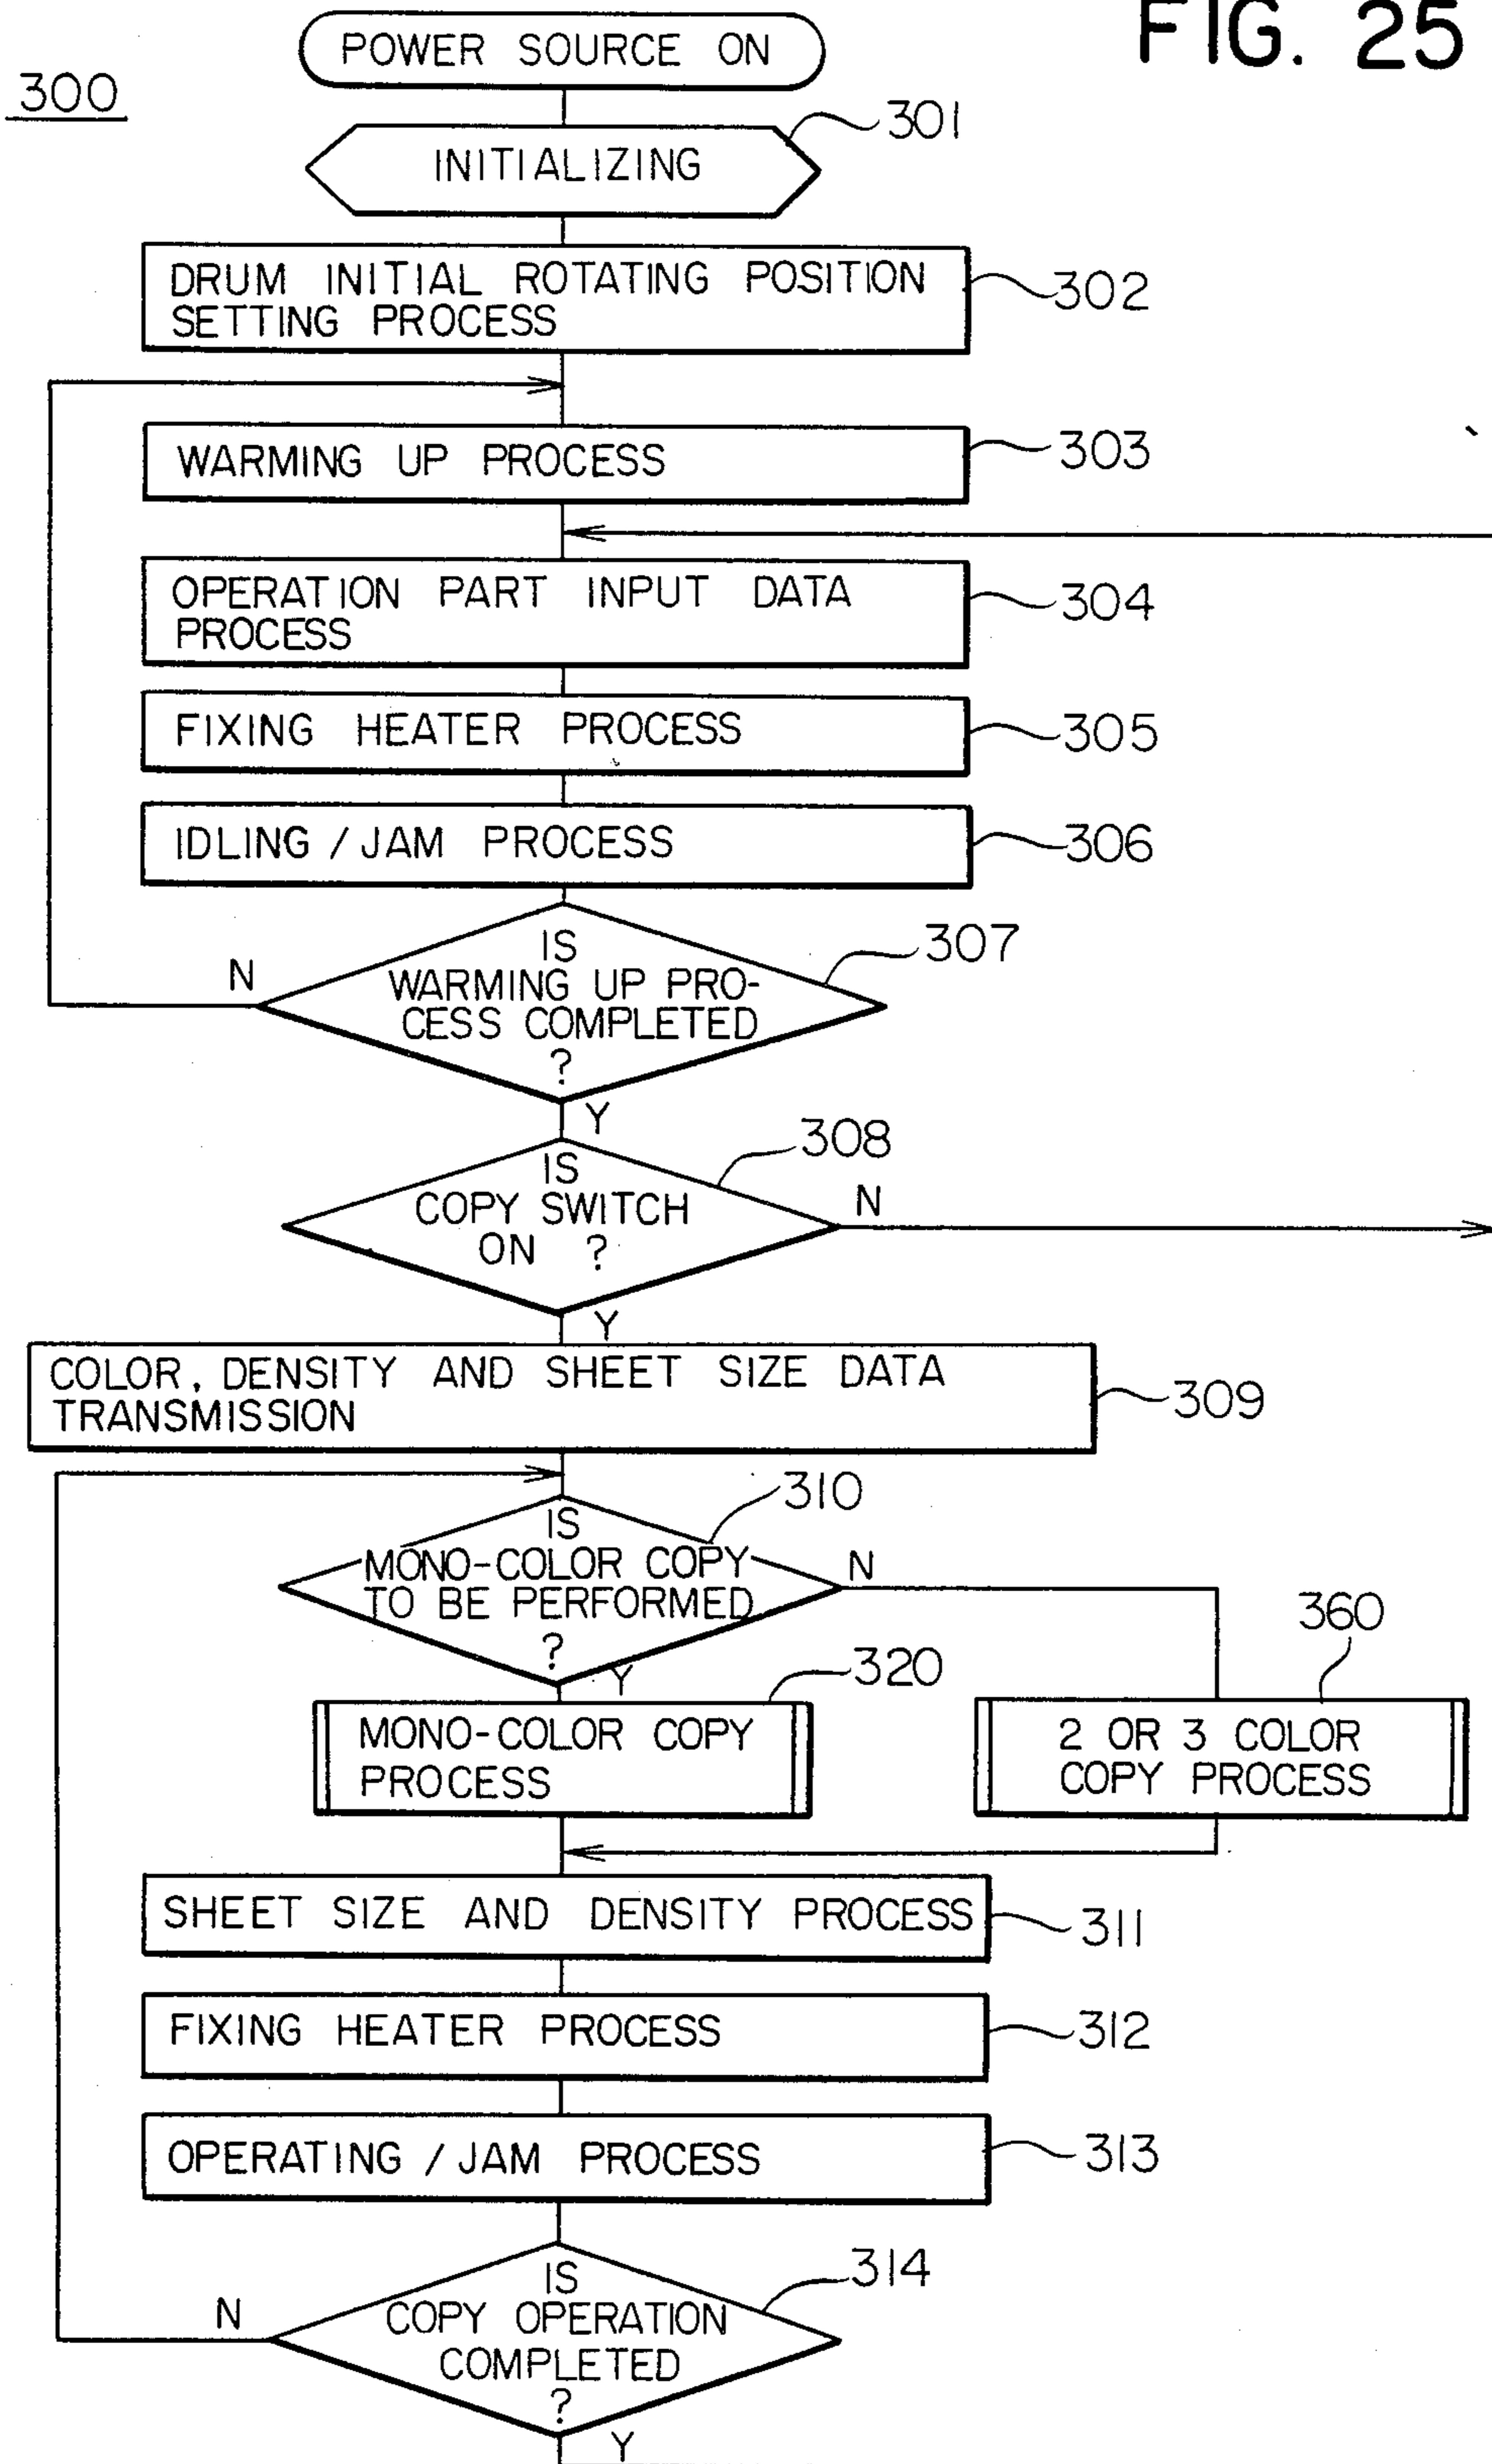 FIG. 25
300
POWER SOURCE ON
INITIALIZING
301
DRUM INITIAL ROTATING POSITION
SETTING PROCESS
302
WARMING UP PROCESS
303
OPERATION PART INPUT DATA
PROCESS
304
FIXING HEATER PROCESS
305
IDLING / JAM PROCESS
306
IS
WARMING UP PRO-
CESS COMPLETED
?
307
N
Y
IS
COPY SWITCH
ON ?
308
N
Y
COLOR, DENSITY AND SHEET SIZE DATA
TRANSMISSION
309
IS
MONO-COLOR COPY
TO BE PERFORMED
?
310
N
Y
MONO-COLOR COPY
PROCESS
320
2 OR 3 COLOR
COPY PROCESS
360
SHEET SIZE AND DENSITY PROCESS
311
FIXING HEATER PROCESS
312
OPERATING / JAM PROCESS
313
IS
COPY OPERATION
COMPLETED
?
314
N
Y